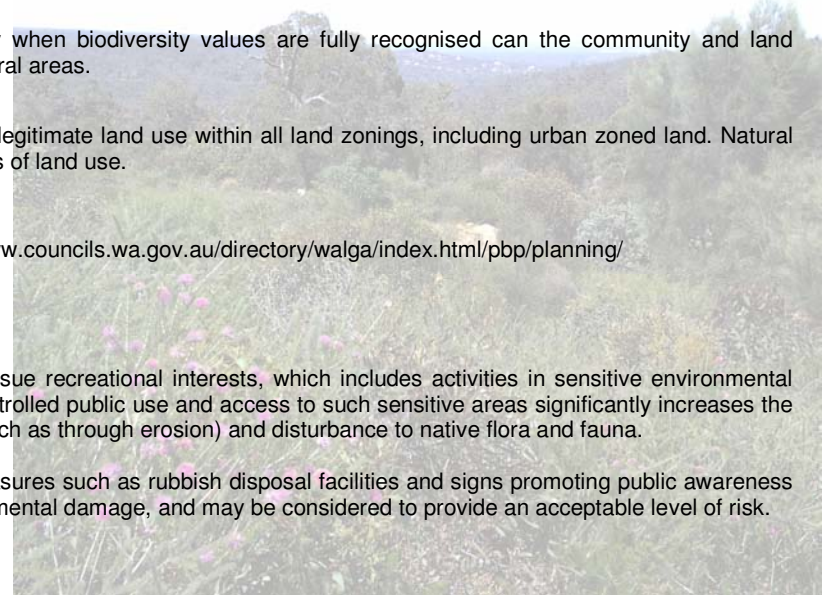 when biodiversity values are fully recognised can the community and land
ral areas.
legitimate land use within all land zonings, including urban zoned land. Natural
s of land use.
w.councils.wa.gov.au/directory/walga/index.html/pbp/planning/
sue recreational interests, which includes activities in sensitive environmental
trolled public use and access to such sensitive areas significantly increases the
ch as through erosion) and disturbance to native flora and fauna.
sures such as rubbish disposal facilities and signs promoting public awareness
mental damage, and may be considered to provide an acceptable level of risk.